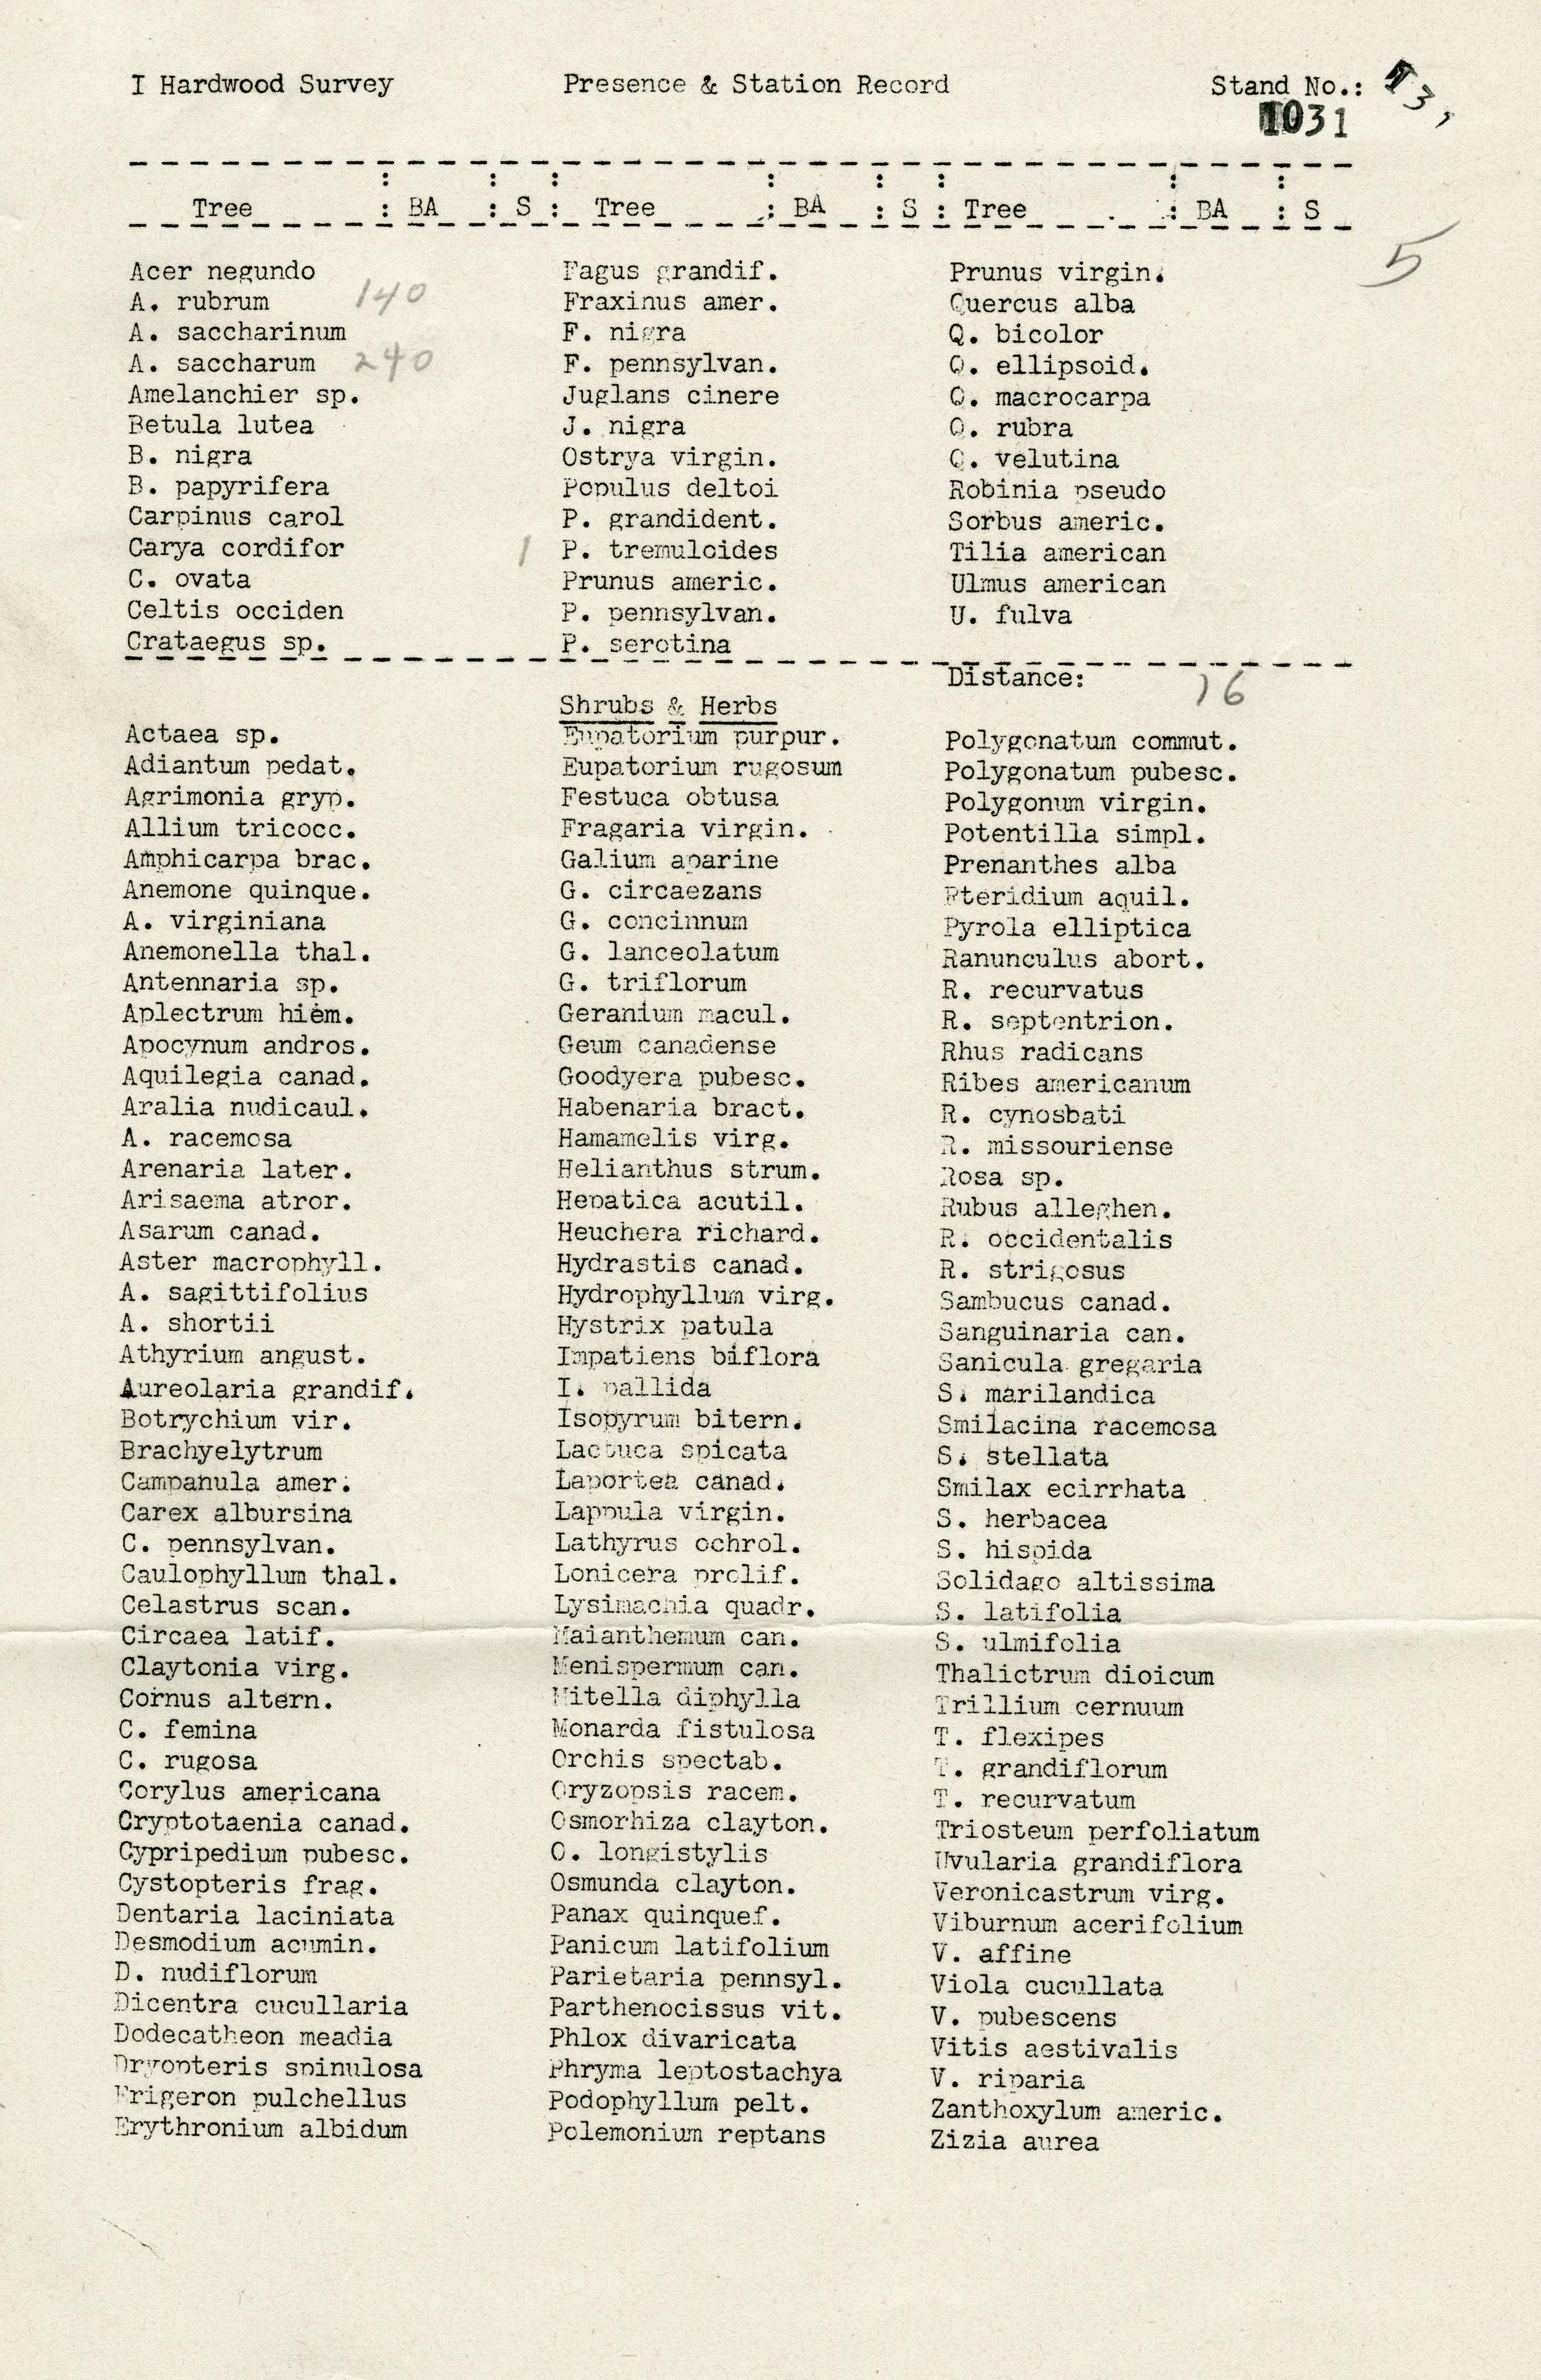 I Hardwood Survey Presence & Station Record Stand No.:
1031
Tree : BA : S : Tree : BA : S : Tree : BA : S
5
Acer negundo Fagus grandif. Prunus virgin.
A. rubrum 140 Fraxinus amer. Quercus alba
A. saccharinum F. nigra Q. bicolor
A. saccharum 240 F. pennsylvan. Q. ellipsoid.
Amelanchier sp. Juglans cinere Q. macrocarpa
Betula lutea J. nigra Q. rubra
B. nigra Ostrya virgin. Q. velutina
B. papyrifera Populus deltoi Robinia pseudo
Carpinus carol P. grandident. Sorbus americ.
Carya cordifor 1 P. tremuloides Tilia american
C. ovata Prunus americ. Ulmus american
Celtis occiden P. pennsylvan. U. fulva
Crataegus sp. P. serotina
Distance: 16
Shrubs & Herbs
Actaea sp. Eupatorium purpur. Polygonatum commut.
Adiantum pedat. Eupatorium rugosum Polygonatum pubesc.
Agrimonia gryp. Festuca obtusa Polygonum virgin.
Allium tricocc. Fragaria virgin. Potentilla simpl.
Amphicarpa brac. Galium aparine Prenanthes alba
Anemone quinque. G. circaezans Pteridium aquil.
A. virginiana G. concinnum Pyrola elliptica
Anemonella thal. G. lanceolatum Ranunculus abort.
Antennaria sp. G. triflorum R. recurvatus
Aplectrum hiem. Geranium macul. R. septentrion.
Apocynum andros. Geum canadense Rhus radicans
Aquilegia canad. Goodyera pubesc. Ribes americanum
Aralia nudicaul. Habenaria bract. R. cynosbati
A. racemosa Hamamelis virg. R. missouriense
Arenaria later. Helianthus strum. Rosa sp.
Arisaema atror. Hepatica acutil. Rubus alleghen.
Asarum canad. Heuchera richard. R. occidentalis
Aster macrophyll. Hydrastis canad. R. strigosus
A. sagittifolius Hydrophyllum virg. Sambucus canad.
A. shortii Hystrix patula Sanguinaria can.
Athyrium angust. Impatiens biflora Sanicula gregaria
Aureolaria grandif. I. pallida S. marilandica
Botrychium vir. Isopyrum bitern. Smilacina racemosa
Brachyelytrum Lactuca spicata S. stellata
Campanula amer. Laportea canad. Smilax ecirrhata
Carex albursina Lappula virgin. S. herbacea
C. pennsylvan. Lathyrus ochrol. S. hispida
Caulophyllum thal. Lonicera prolif. Solidago altissima
Celastrus scan. Lysimachia quadr. S. latifolia
Circaea latif. Maianthemum can. S. ulmifolia
Claytonia virg. Menispermum can. Thalictrum dioicum
Cornus altern. Mitella diphylla Trillium cernuum
C. femina Monarda fistulosa T. flexipes
C. rugosa Orchis spectab. T. grandiflorum
Corylus americana Oryzopsis racem. T. recurvatum
Cryptotaenia canad. Osmorhiza clayton. Triosteum perfoliatum
Cypripedium pubesc. O. longistylis Uvularia grandiflora
Cystopteris frag. Osmunda clayton. Veronicastrum virg.
Dentaria laciniata Panax quinquef. Viburnum acerifolium
Desmodium acumin. Panicum latifolium V. affine
D. nudiflorum Parietaria pennsyl. Viola cucullata
Dicentra cucullaria Parthenocissus vit. V. pubescens
Dodecatheon meadia Phlox divaricata Vitis aestivalis
Dryopteris spinulosa Phryma leptostachya V. riparia
Erigeron pulchellus Podophyllum pelt. Zanthoxylum americ.
Erythronium albidum Polemonium reptans Zizia aurea